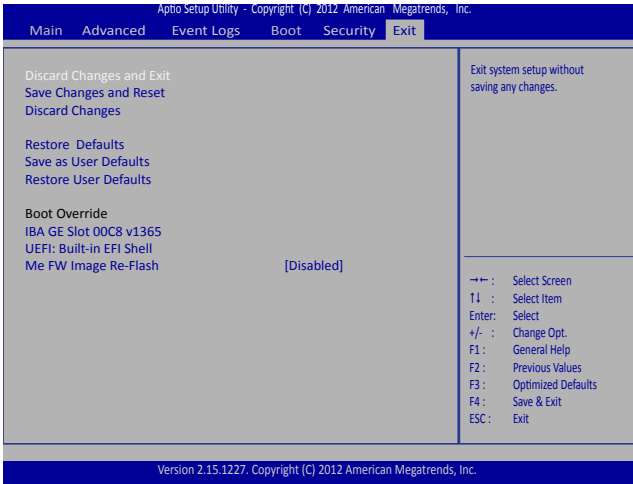 Aptio Setup Utility - Copyright (C) 2012 American Megatrends, Inc.
Main Advanced Event Logs Boot Security Exit
Discard Changes and Exit
Save Changes and Reset
Discard Changes
Restore Defaults
Save as User Defaults
Restore User Defaults
Boot Override
IBA GE Slot 00C8 v1365
UEFI: Built-in EFI Shell
Me FW Image Re-Flash [Disabled]
Exit system setup without
saving any changes.
→← : Select Screen
↑↓ : Select Item
Enter: Select
+/- : Change Opt.
F1 : General Help
F2 : Previous Values
F3 : Optimized Defaults
F4 : Save & Exit
ESC : Exit
Version 2.15.1227. Copyright (C) 2012 American Megatrends, Inc.